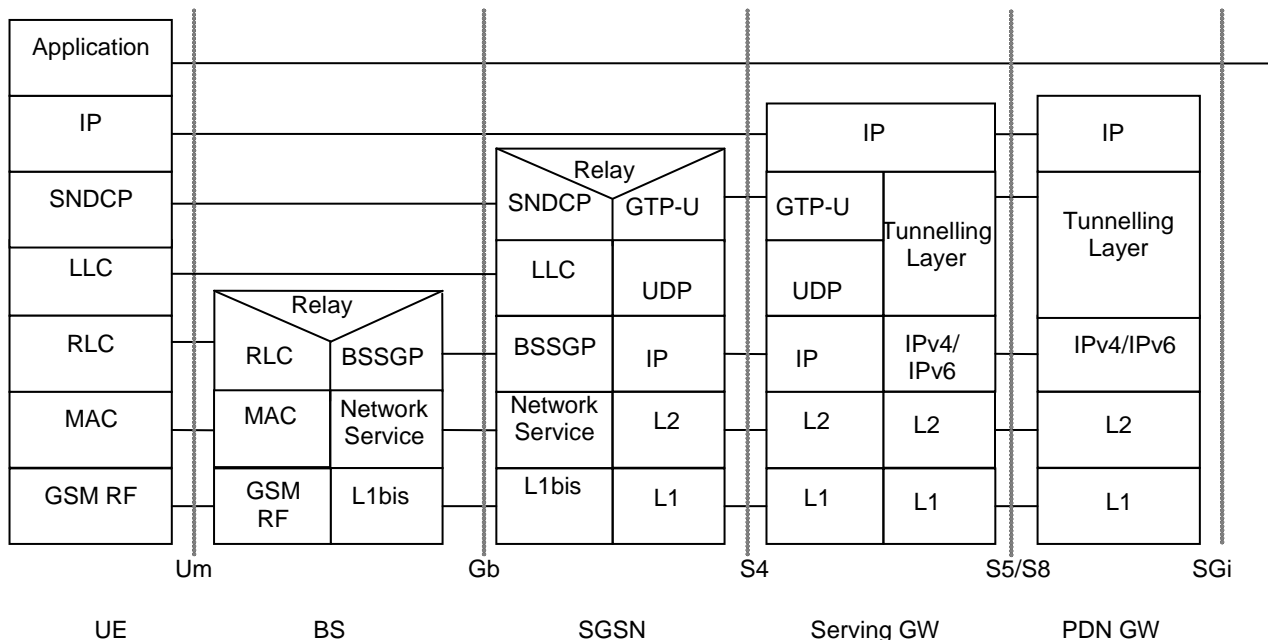 Application
IP
IP
IP
Relay
SNDCP
SNDCP
GTP-U
GTP-U
Tunnelling
Layer
Tunnelling
Layer
LLC
LLC
UDP
UDP
Relay
RLC
RLC
BSSGP
BSSGP
IP
IP
IPv4/
IPv6
IPv4/IPv6
MAC
MAC
Network
Service
Network
Service
L2
L2
L2
L2
GSM RF
GSM
RF
L1bis
L1bis
L1
L1
L1
L1
Um
Gb
S4
S5/S8
SGi
UE
BS
SGSN
Serving GW
PDN GW